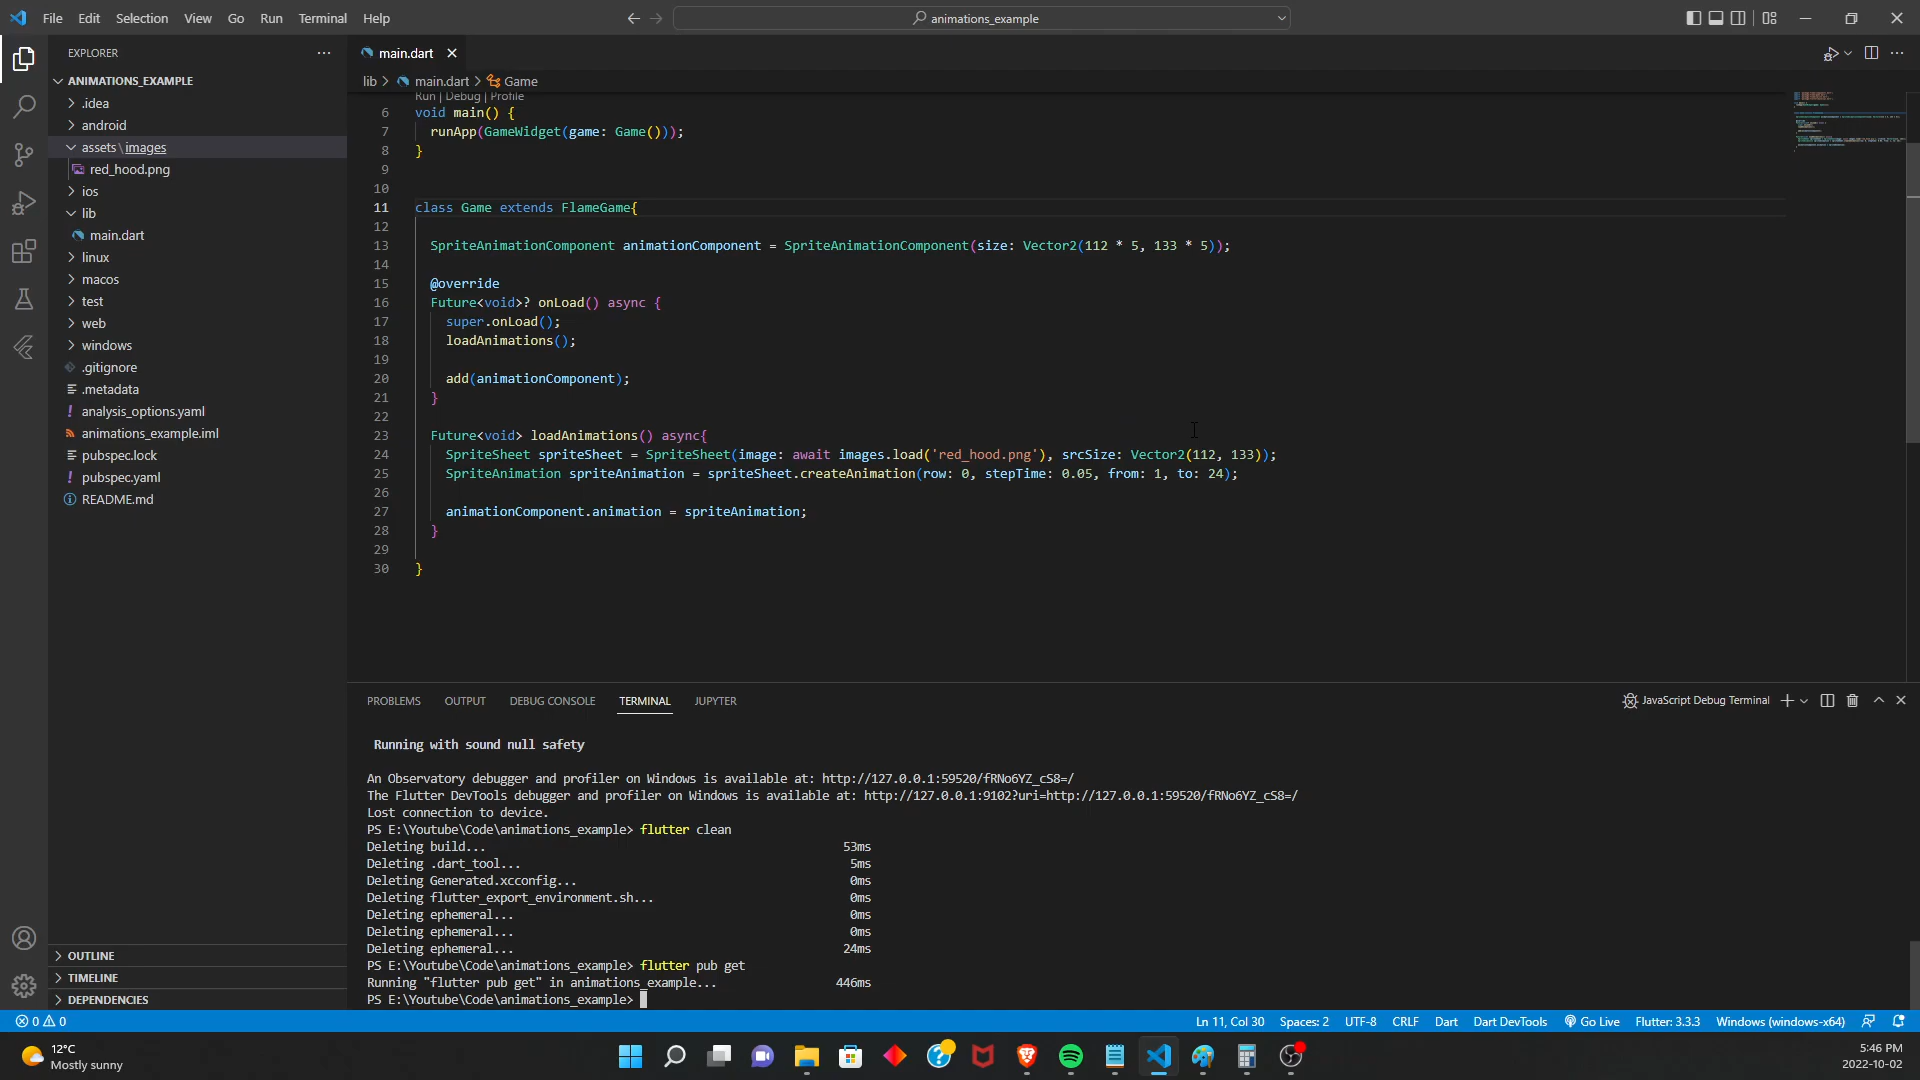 File Edit Selection View Go Run Terminal Help
animations_example
EXPLORER
ANIMATIONS_EXAMPLE
.idea
android
assets\images
red_hood.png
ios
lib
main.dart
linux
macos
test
web
windows
.gitignore
.metadata
analysis_options.yaml
animations_example.iml
pubspec.lock
pubspec.yaml
README.md
OUTLINE
TIMELINE
DEPENDENCIES
main.dart
lib > main.dart > Game
Run | Debug | Profile
6 void main() {
7 runApp(GameWidget(game: Game()));
8 }
9
10
11 class Game extends FlameGame{
12
13 SpriteAnimationComponent animationComponent = SpriteAnimationComponent(size: Vector2(112 * 5, 133 * 5));
14
15 @override
16 Future<void>? onLoad() async {
17 super.onLoad();
18 loadAnimations();
19
20 add(animationComponent);
21 }
22
23 Future<void> loadAnimations() async{
24 SpriteSheet spriteSheet = SpriteSheet(image: await images.load('red_hood.png'), srcSize: Vector2(112, 133));
25 SpriteAnimation spriteAnimation = spriteSheet.createAnimation(row: 0, stepTime: 0.05, from: 1, to: 24);
26
27 animationComponent.animation = spriteAnimation;
28 }
29
30 }
PROBLEMS OUTPUT DEBUG CONSOLE TERMINAL JUPYTER
JavaScript Debug Terminal
Running with sound null safety
An Observatory debugger and profiler on Windows is available at: http://127.0.0.1:59520/fRNo6YZ_cS8=/
The Flutter DevTools debugger and profiler on Windows is available at: http://127.0.0.1:9102?uri=http://127.0.0.1:59520/fRNo6YZ_cS8=/
Lost connection to device.
PS E:\Youtube\Code\animations_example> flutter clean
Deleting build... 53ms
Deleting .dart_tool... 5ms
Deleting Generated.xcconfig... 0ms
Deleting flutter_export_environment.sh... 0ms
Deleting ephemeral... 0ms
Deleting ephemeral... 0ms
Deleting ephemeral... 24ms
PS E:\Youtube\Code\animations_example> flutter pub get
Running "flutter pub get" in animations_example... 446ms
PS E:\Youtube\Code\animations_example>
0 0
Ln 11, Col 30 Spaces: 2 UTF-8 CRLF Dart Dart DevTools Go Live Flutter: 3.3.3 Windows (windows-x64)
12°C
Mostly sunny
5:46 PM
2022-10-02